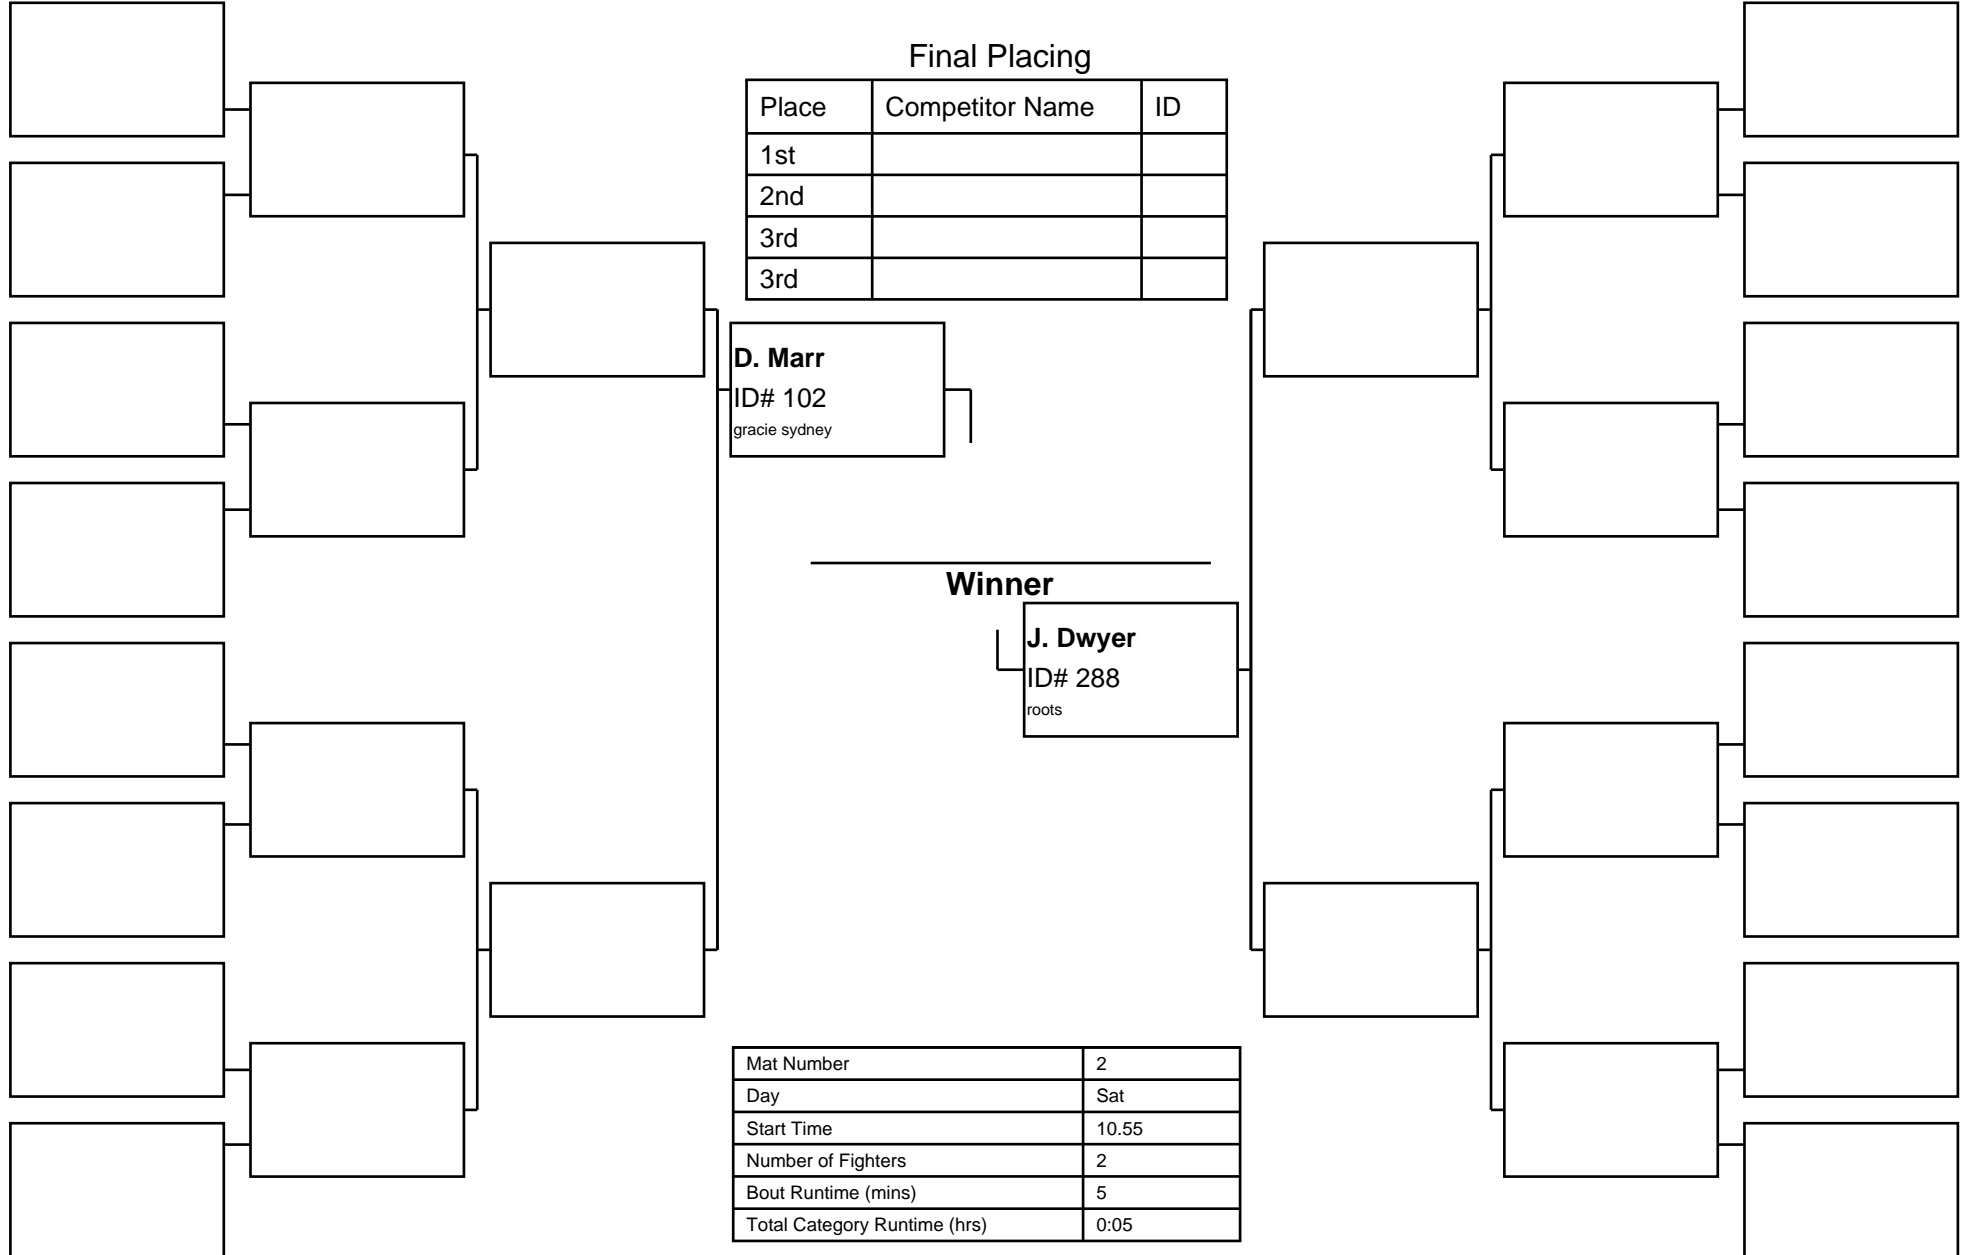 Final Placing
Place Competitor Name ID
1st
2nd
3rd
3rd
D. Marr
ID# 102
gracie sydney
Winner
J. Dwyer
ID# 288
roots
Mat Number 2
Day Sat
Start Time 10.55
Number of Fighters 2
Bout Runtime (mins) 5
Total Category Runtime (hrs) 0:05